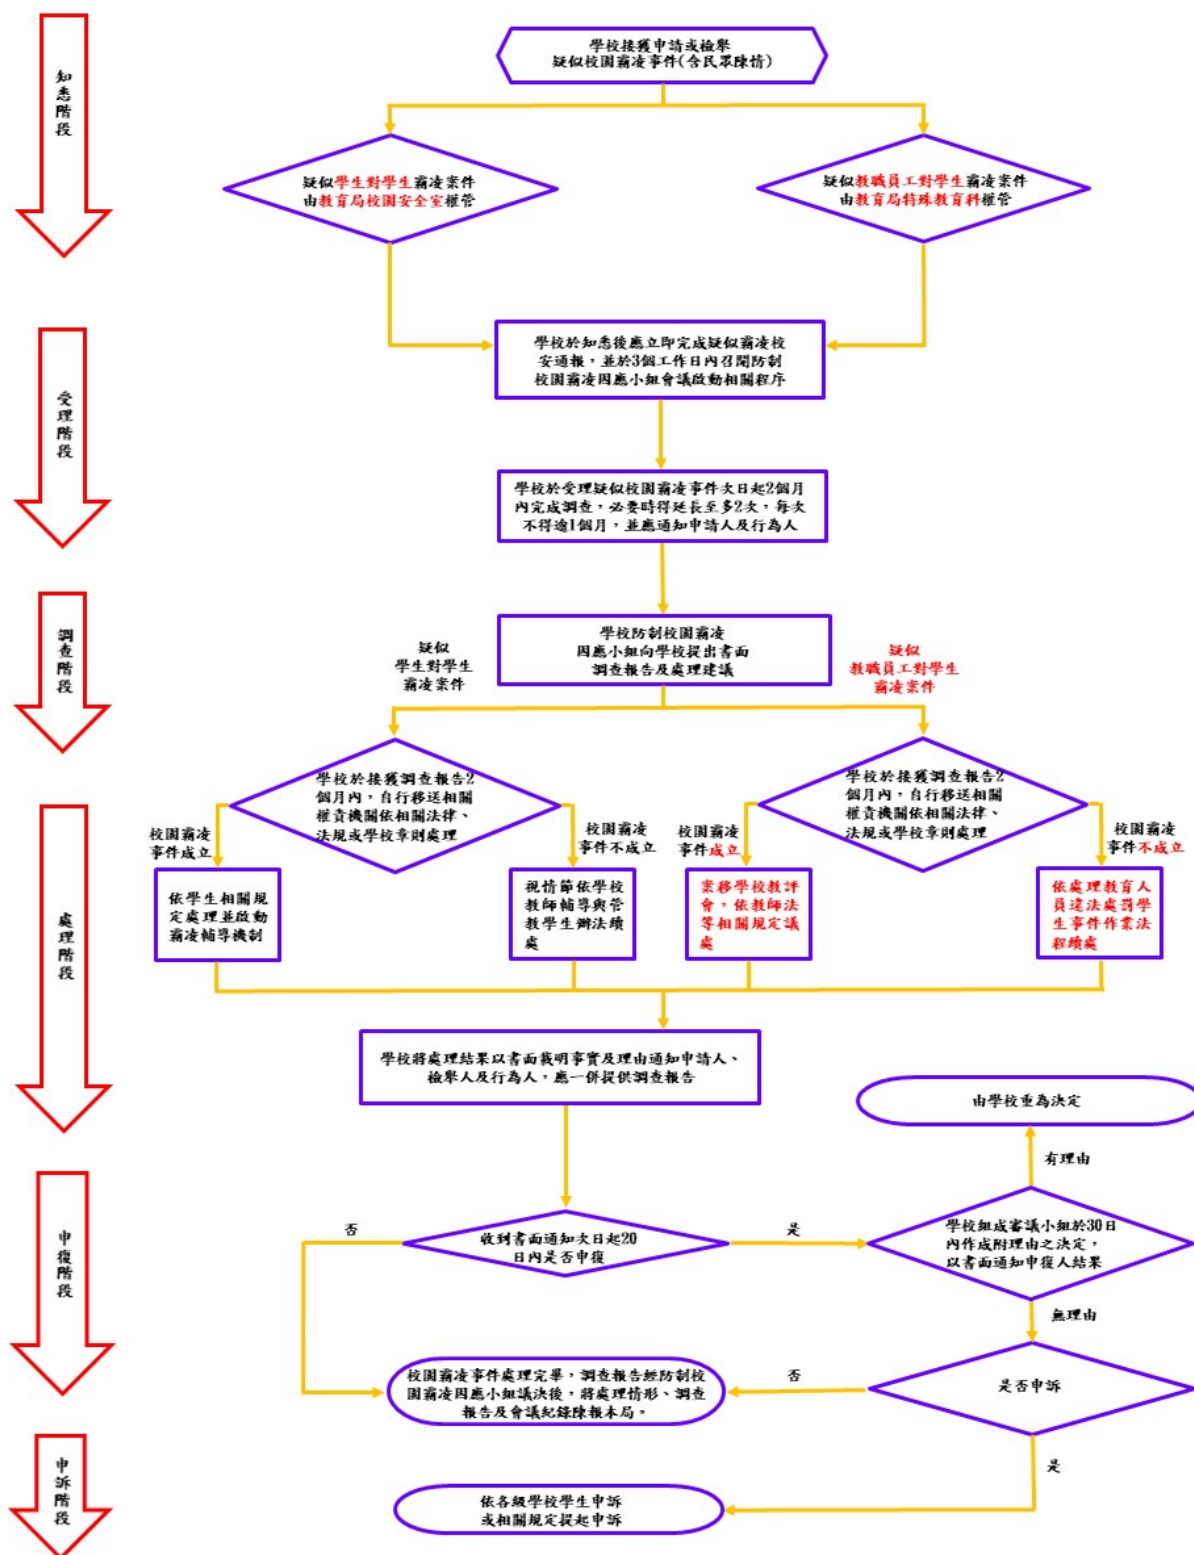 知悉階段
學校接獲申請或檢舉
疑似校園霸凌事件(含民眾陳情)
疑似學生對學生霸凌案件
由教育局校園安全室權管
疑似教職員工對學生霸凌案件
由教育局特殊教育科權管
受理階段
學校於知悉後應立即完成疑似霸凌校
安通報，並於3個工作日內召開防制
校園霸凌因應小組會議啟動相關程序
學校於受理疑似校園霸凌事件次日起2個月
內完成調查，必要時得延長至多2次，每次
不得逾1個月，並應通知申請人及行為人
調查階段
學校防制校園霸凌
因應小組向學校提出書面
調查報告及處理建議
疑似
學生對學生
霸凌案件
疑似
教職員工對學生
霸凌案件
處理階段
學校於接獲調查報告2
個月內，自行移送相關
權責機關依相關法律、
法規或學校章則處理
學校於接獲調查報告2
個月內，自行移送相關
權責機關依相關法律、
法規或學校章則處理
校園霸凌
事件成立
校園霸凌
事件不成立
校園霸凌
事件成立
校園霸凌
事件不成立
依學生相關規
定處理並啟動
霸凌輔導機制
視情節依學校
教師輔導與管
教學生辦法續
處
案移學校教評
會，依教師法
等相關規定議
處
依處理教育人
員違法處罰學
生事件作業法
程續處
學校將處理結果以書面載明事實及理由通知申請人、
檢舉人及行為人，應一併提供調查報告
由學校重為決定
有理由
申復階段
否
收到書面通知次日起20
日內是否申復
是
學校組成審議小組於30日
內作成附理由之決定，
以書面通知申復人結果
無理由
校園霸凌事件處理完畢，調查報告經防制校
園霸凌因應小組議決後，將處理情形、調查
報告及會議紀錄陳報本局。
否
是否申訴
申訴階段
是
依各級學校學生申訴
或相關規定提起申訴